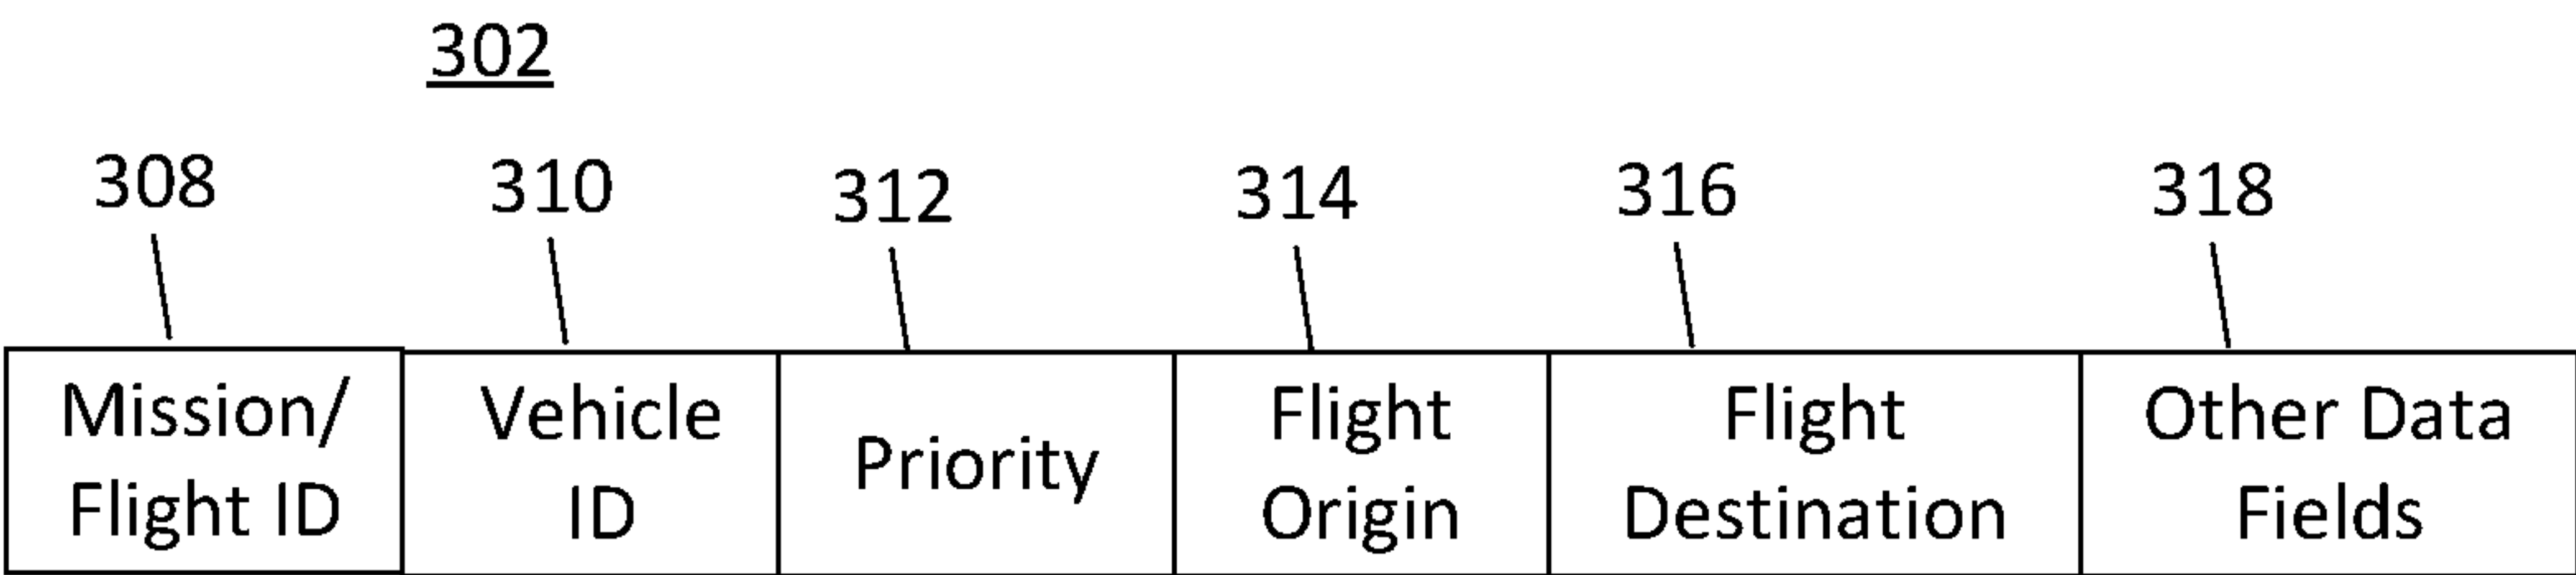 302
308 310 312 314 316 318
Mission/ Vehicle Priority Flight Flight Other Data
Flight ID ID Origin Destination Fields